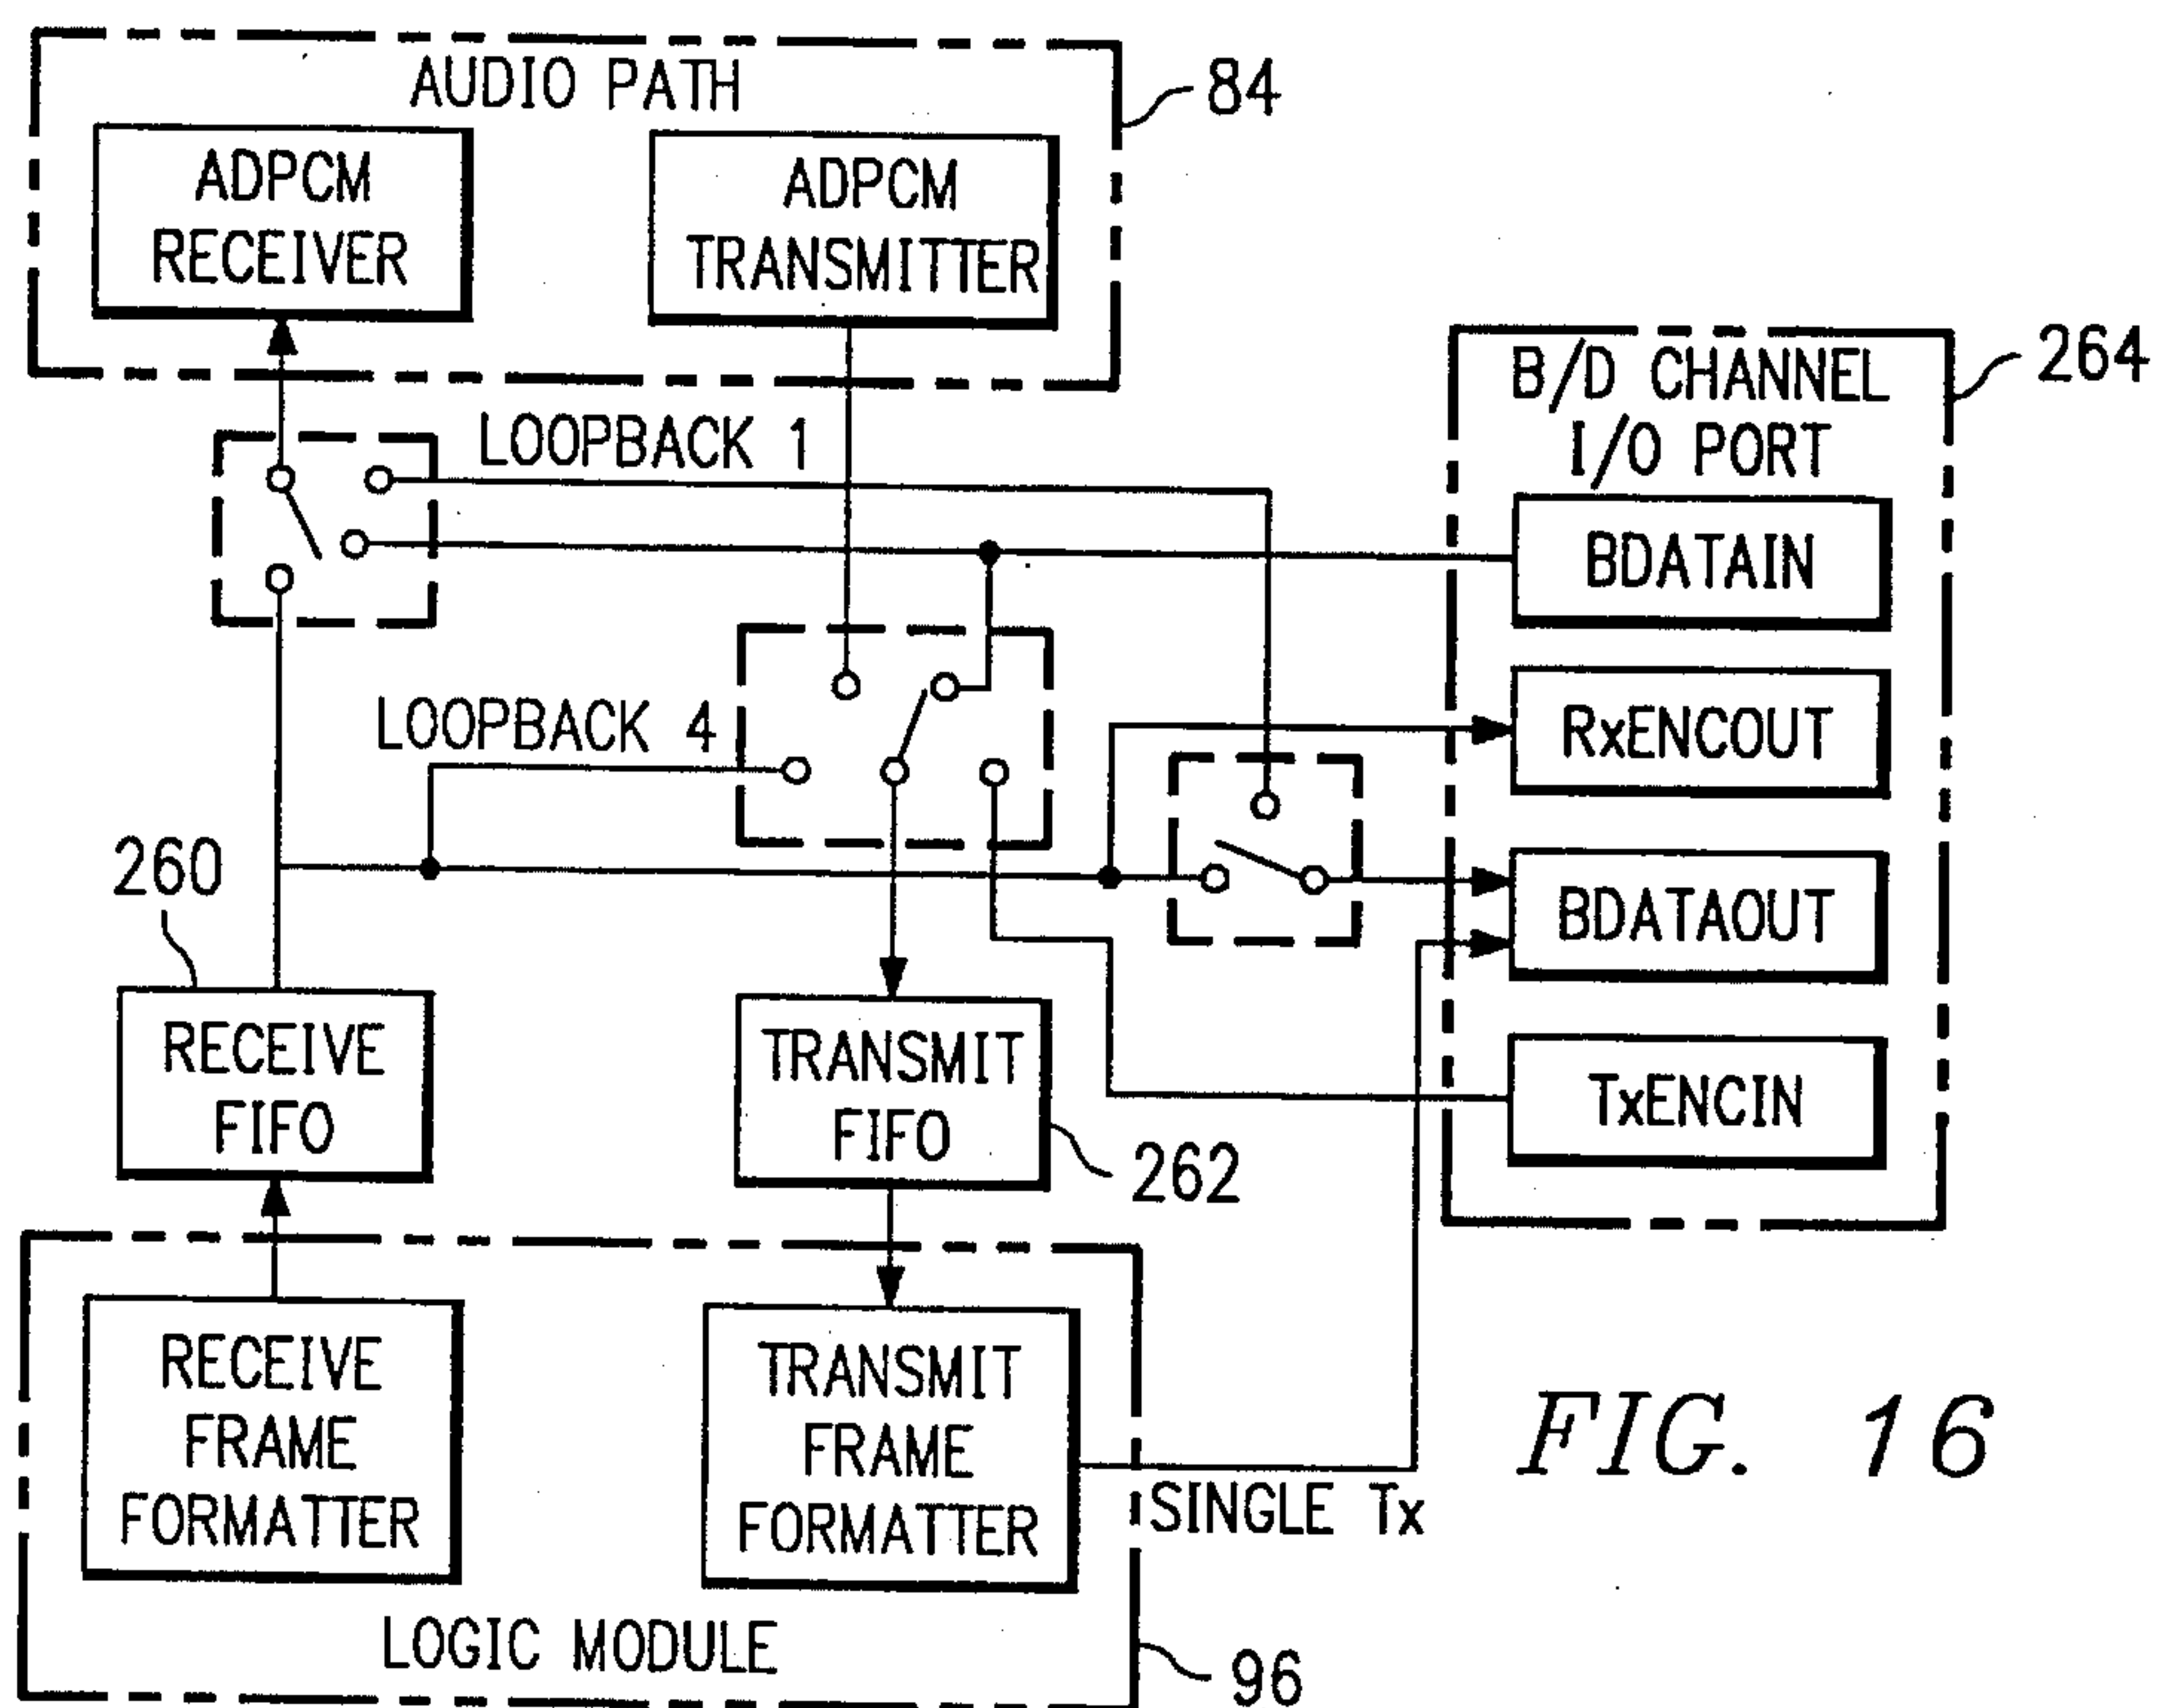 AUDIO PATH
84
ADPCM
RECEIVER
ADPCM
TRANSMITTER
264
B/D CHANNEL
I/O PORT
LOOPBACK 1
BDATAIN
LOOPBACK 4
RxENCOUT
260
BDATAOUT
RECEIVE
FIFO
TRANSMIT
FIFO
TxENCIN
262
RECEIVE
FRAME
FORMATTER
TRANSMIT
FRAME
FORMATTER
FIG. 16
SINGLE Tx
LOGIC MODULE
96